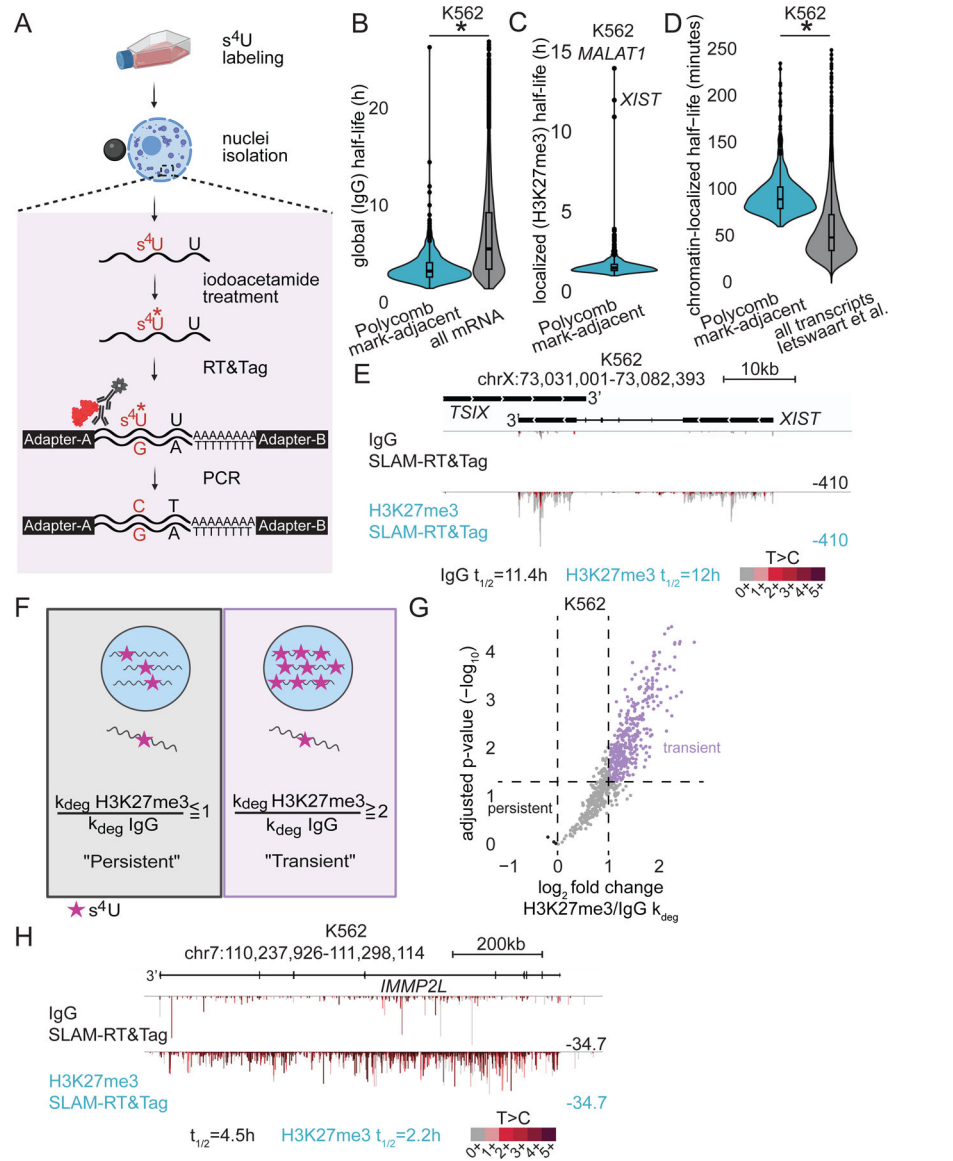 A
s⁴U
labeling
nuclei
isolation
s⁴U U
iodoacetamide
treatment
*
s⁴U U
RT&Tag
*
s⁴U U
Adapter-A AAAAAAAA Adapter-B
TTTTTTTT
G A
PCR
C T
Adapter-A AAAAAAAA Adapter-B
TTTTTTTT
G A
B
K562
*
global (IgG) half-life (h)
20
10
0
Polycomb
mark-adjacent
all mRNA
C
K562
localized (H3K27me3) half-life (h)
15
10
5
0
MALAT1
XIST
Polycomb
mark-adjacent
D
K562
*
chromatin-localized half-life (minutes)
250
200
150
100
50
0
Polycomb
mark-adjacent
all transcripts
Ietswaart et al.
E
K562
chrX:73,031,001-73,082,393
10kb
3’
TSIX
3’
XIST
IgG
SLAM-RT&Tag
-410
H3K27me3
SLAM-RT&Tag
-410
IgG t1/2=11.4h H3K27me3 t1/2=12h
T>C
0+ 1+ 2+ 3+ 4+ 5+
F
kdeg H3K27me3
kdeg IgG
≦1
"Persistent"
kdeg H3K27me3
kdeg IgG
≧2
"Transient"
s⁴U
G
K562
adjusted p-value (−log10)
4
3
2
1
0
transient
persistent
−1 0 1 2
log2 fold change
H3K27me3/IgG kdeg
H
K562
chr7:110,237,926-111,298,114
200kb
3’
IMMP2L
IgG
SLAM-RT&Tag
-34.7
H3K27me3
SLAM-RT&Tag
-34.7
t1/2=4.5h H3K27me3 t1/2=2.2h
T>C
0+ 1+ 2+ 3+ 4+ 5+